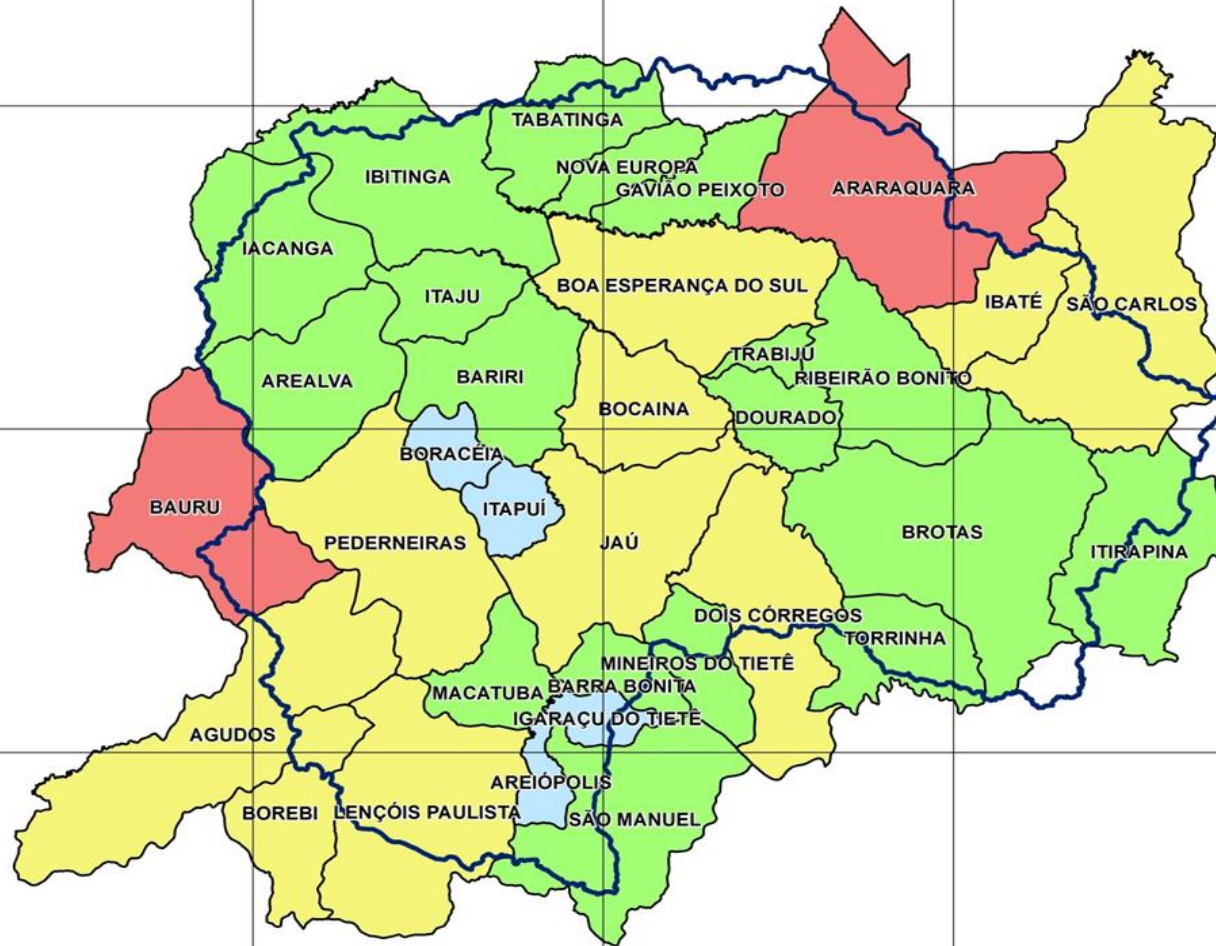 TABATINGA
NOVA EUROPA
IBITINGA
GAVIÃO PEIXOTO
ARARAQUARA
IACANGA
BOA ESPERANÇA DO SUL
ITAJU
IBATÉ
SÃO CARLOS
TRABIJÚ
AREALVA
BARIRI
RIBEIRÃO BONITO
BOCAINA
DOURADO
BORACÉIA
BAURU
ITAPUÍ
BROTAS
PEDERNEIRAS
JAÚ
ITIRAPINA
DOIS CÓRREGOS
TORRINHA
MINEIROS DO TIETÊ
BARRA BONITA
MACATUBA
IGARAÇU DO TIETÊ
AGUDOS
AREIÓPOLIS
BOREBI
LENÇÓIS PAULISTA
SÃO MANUEL